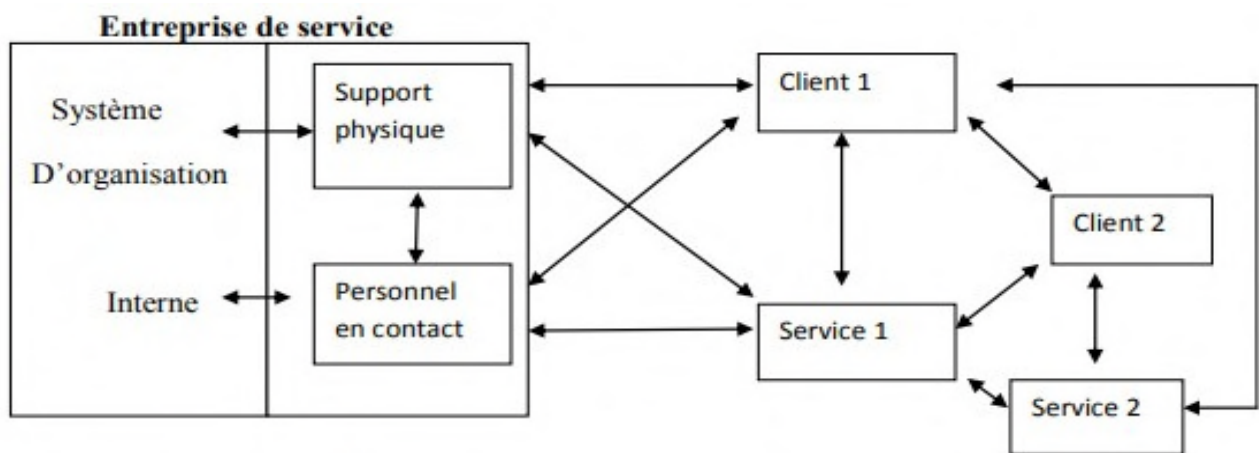 Entreprise de service
Système
D'organisation
Interne
Support
physique
Personnel
en contact
Client 1
Client 2
Service 1
Service 2